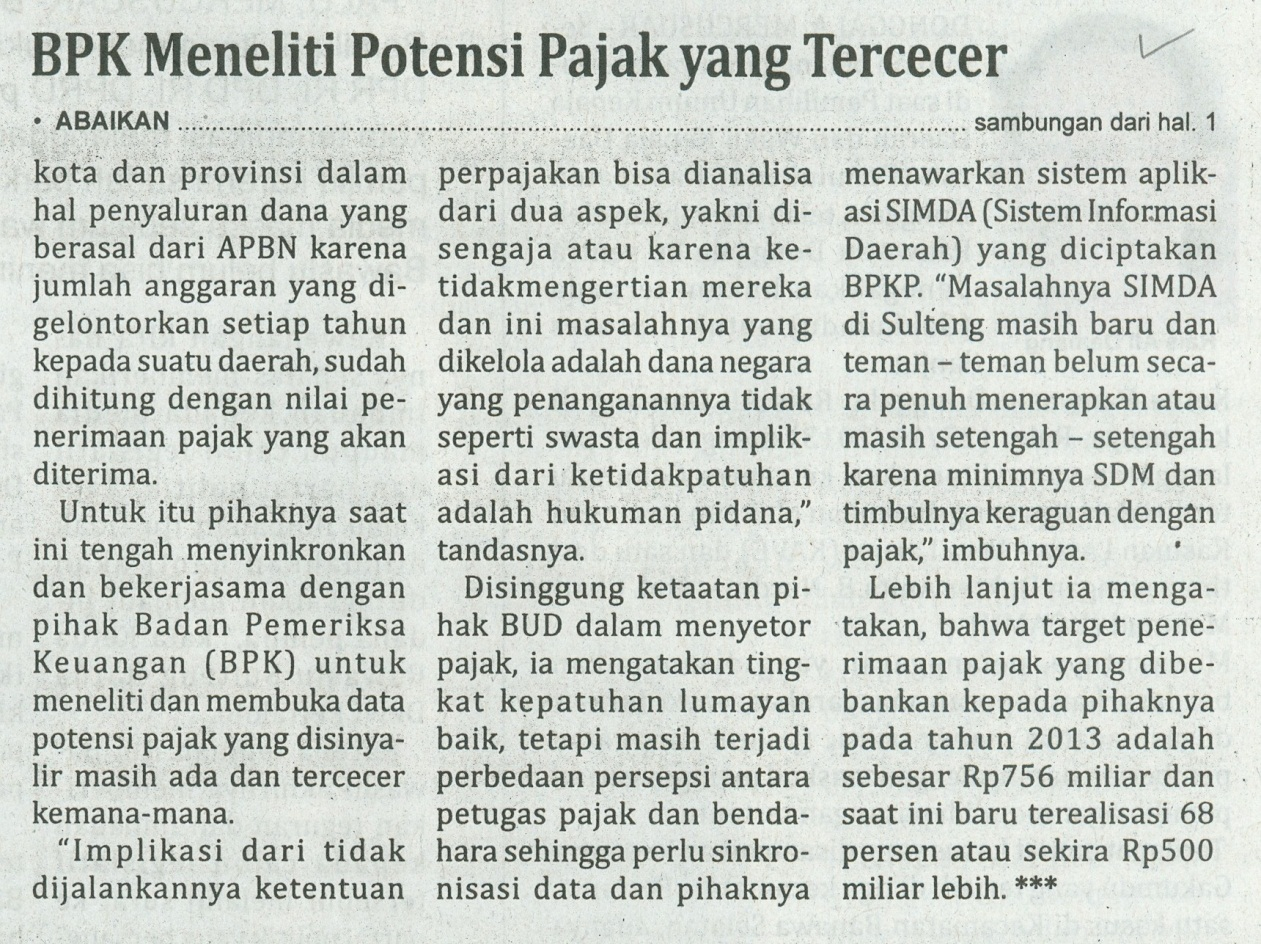 BPK Meneliti Potensi Pajak yang Tercecer
• ABAIKAN ........................................................................................................ sambungan dari hal. 1
kota dan provinsi dalam
hal penyaluran dana yang
berasal dari APBN karena
jumlah anggaran yang di-
gelontorkan setiap tahun
kepada suatu daerah, sudah
dihitung dengan nilai pe-
nerimaan pajak yang akan
diterima.
Untuk itu pihaknya saat
ini tengah menyinkronkan
dan bekerjasama dengan
pihak Badan Pemeriksa
Keuangan (BPK) untuk
meneliti dan membuka data
potensi pajak yang disinya-
lir masih ada dan tercecer
kemana-mana.
“Implikasi dari tidak
dijalankannya ketentuan
perpajakan bisa dianalisa
dari dua aspek, yakni di-
sengaja atau karena ke-
tidakmengertian mereka
dan ini masalahnya yang
dikelola adalah dana negara
yang penanganannya tidak
seperti swasta dan implik-
asi dari ketidakpatuhan
adalah hukuman pidana,”
tandasnya.
Disinggung ketaatan pi-
hak BUD dalam menyetor
pajak, ia mengatakan ting-
kat kepatuhan lumayan
baik, tetapi masih terjadi
perbedaan persepsi antara
petugas pajak dan benda-
hara sehingga perlu sinkro-
nisasi data dan pihaknya
menawarkan sistem aplik-
asi SIMDA (Sistem Informasi
Daerah) yang diciptakan
BPKP. “Masalahnya SIMDA
di Sulteng masih baru dan
teman – teman belum seca-
ra penuh menerapkan atau
masih setengah – setengah
karena minimnya SDM dan
timbulnya keraguan dengan
pajak,” imbuhnya.
Lebih lanjut ia menga-
takan, bahwa target pene-
rimaan pajak yang dibe-
bankan kepada pihaknya
pada tahun 2013 adalah
sebesar Rp756 miliar dan
saat ini baru terealisasi 68
persen atau sekira Rp500
miliar lebih. ***